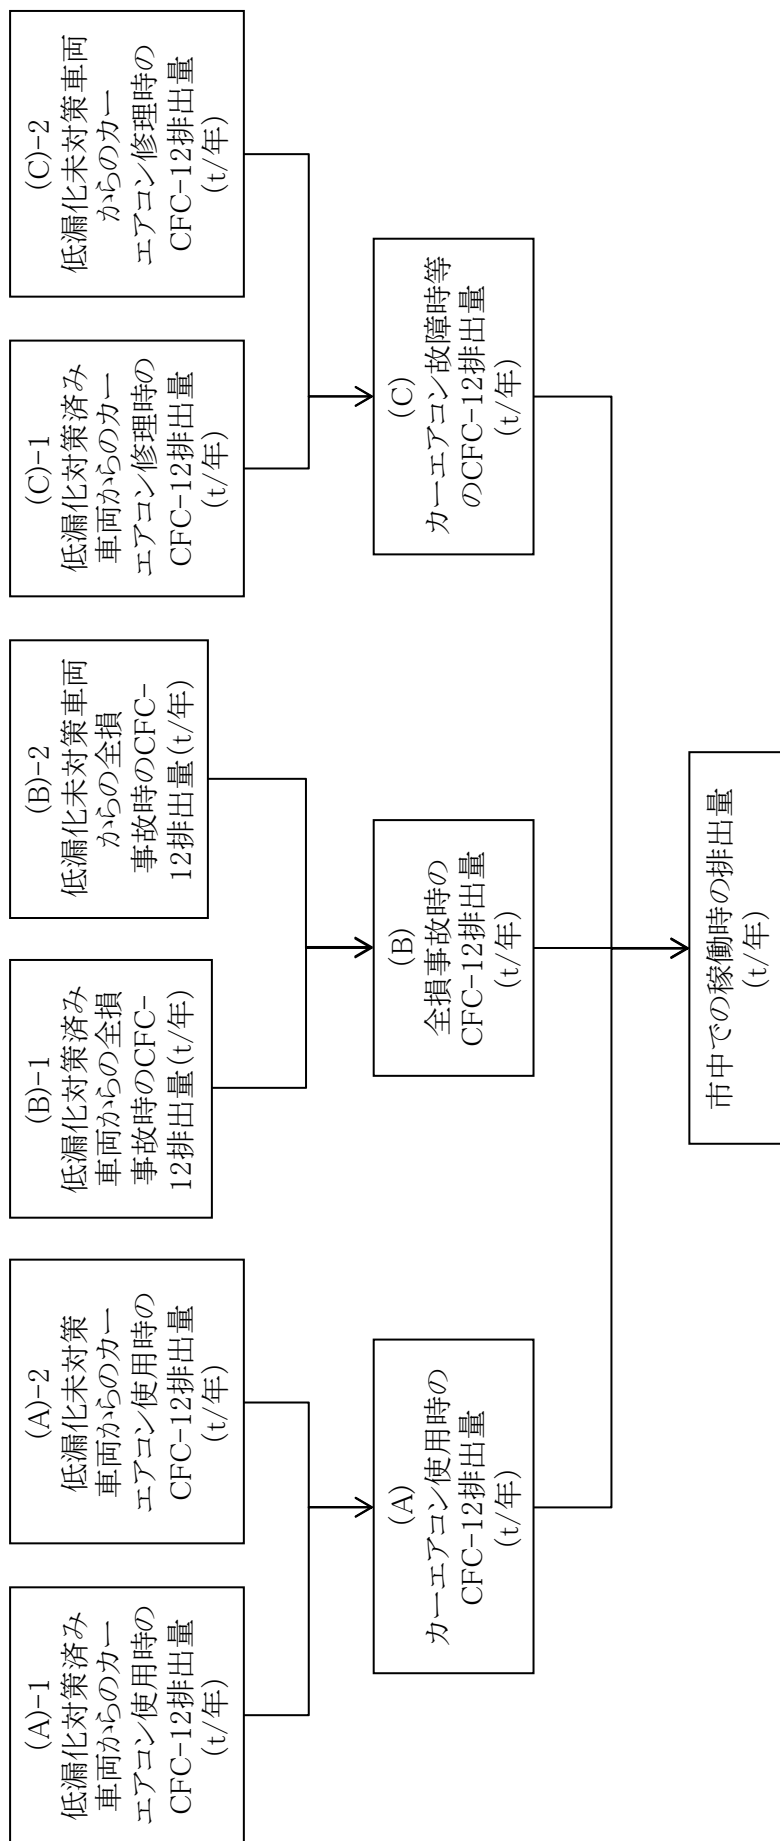 (A)-1
低漏化対策済み
車両からのカー
エアコン使用時の
CFC-12排出量
(t/年)
(A)-2
低漏化未対策
車両からのカー
エアコン使用時の
CFC-12排出量
(t/年)
(B)-1
低漏化対策済み
車両からの全損
事故時のCFC-
12排出量(t/年)
(B)-2
低漏化未対策車両
からの全損
事故時のCFC-
12排出量(t/年)
(C)-1
低漏化対策済み
車両からのカー
エアコン修理時の
CFC-12排出量
(t/年)
(C)-2
低漏化未対策車両
からのカー
エアコン修理時の
CFC-12排出量
(t/年)
(A)
カーエアコン使用時の
CFC-12排出量
(t/年)
(B)
全損事故時の
CFC-12排出量
(t/年)
(C)
カーエアコン故障時等
のCFC-12排出量
(t/年)
市中での稼働時の排出量
(t/年)